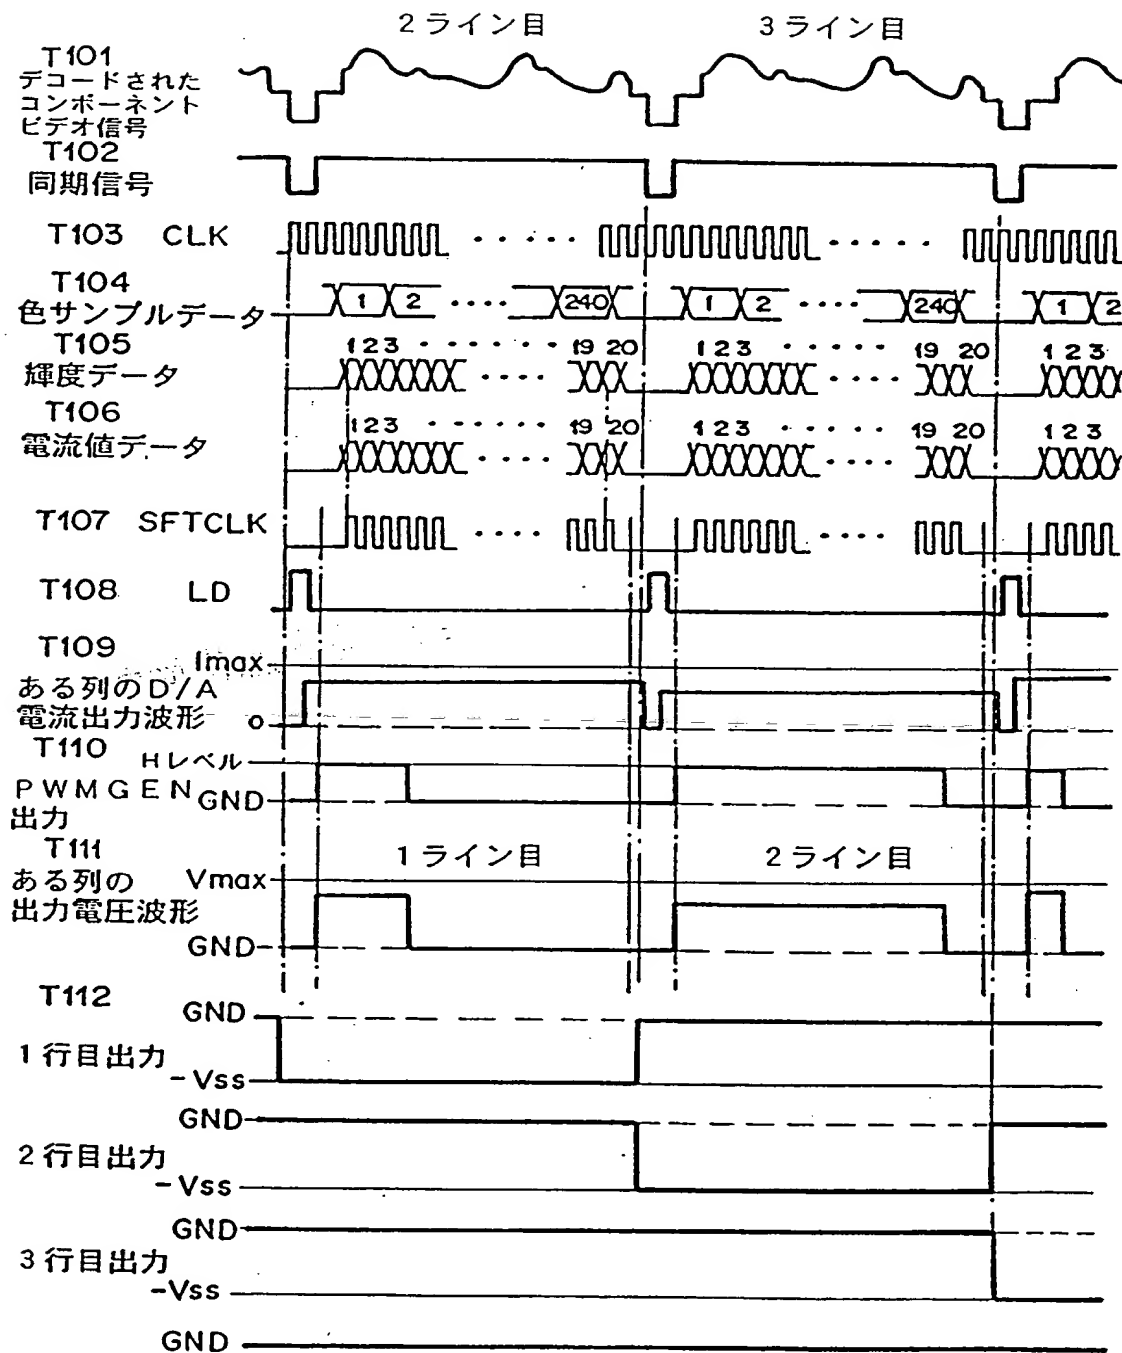 2ライン目 3ライン目
T101
デコードされた
コンポーネント
ビデオ信号
T102
同期信号
T103 CLK
T104
色サンプルデータ
1 2 240 1 2 240 1 2
T105
輝度データ
1 2 3 19 20 1 2 3 19 20 1 2 3
T106
電流値データ
1 2 3 19 20 1 2 3 19 20 1 2 3
T107 SFTCLK
T108 LD
T109
Imax
ある列のD/A
電流出力波形 0
T110
Hレベル
PWMGEN GND
出力
T111
1ライン目 2ライン目
ある列の Vmax
出力電圧波形
GND
T112
GND
1行目出力
-Vss
GND
2行目出力
-Vss
GND
3行目出力
-Vss
GND